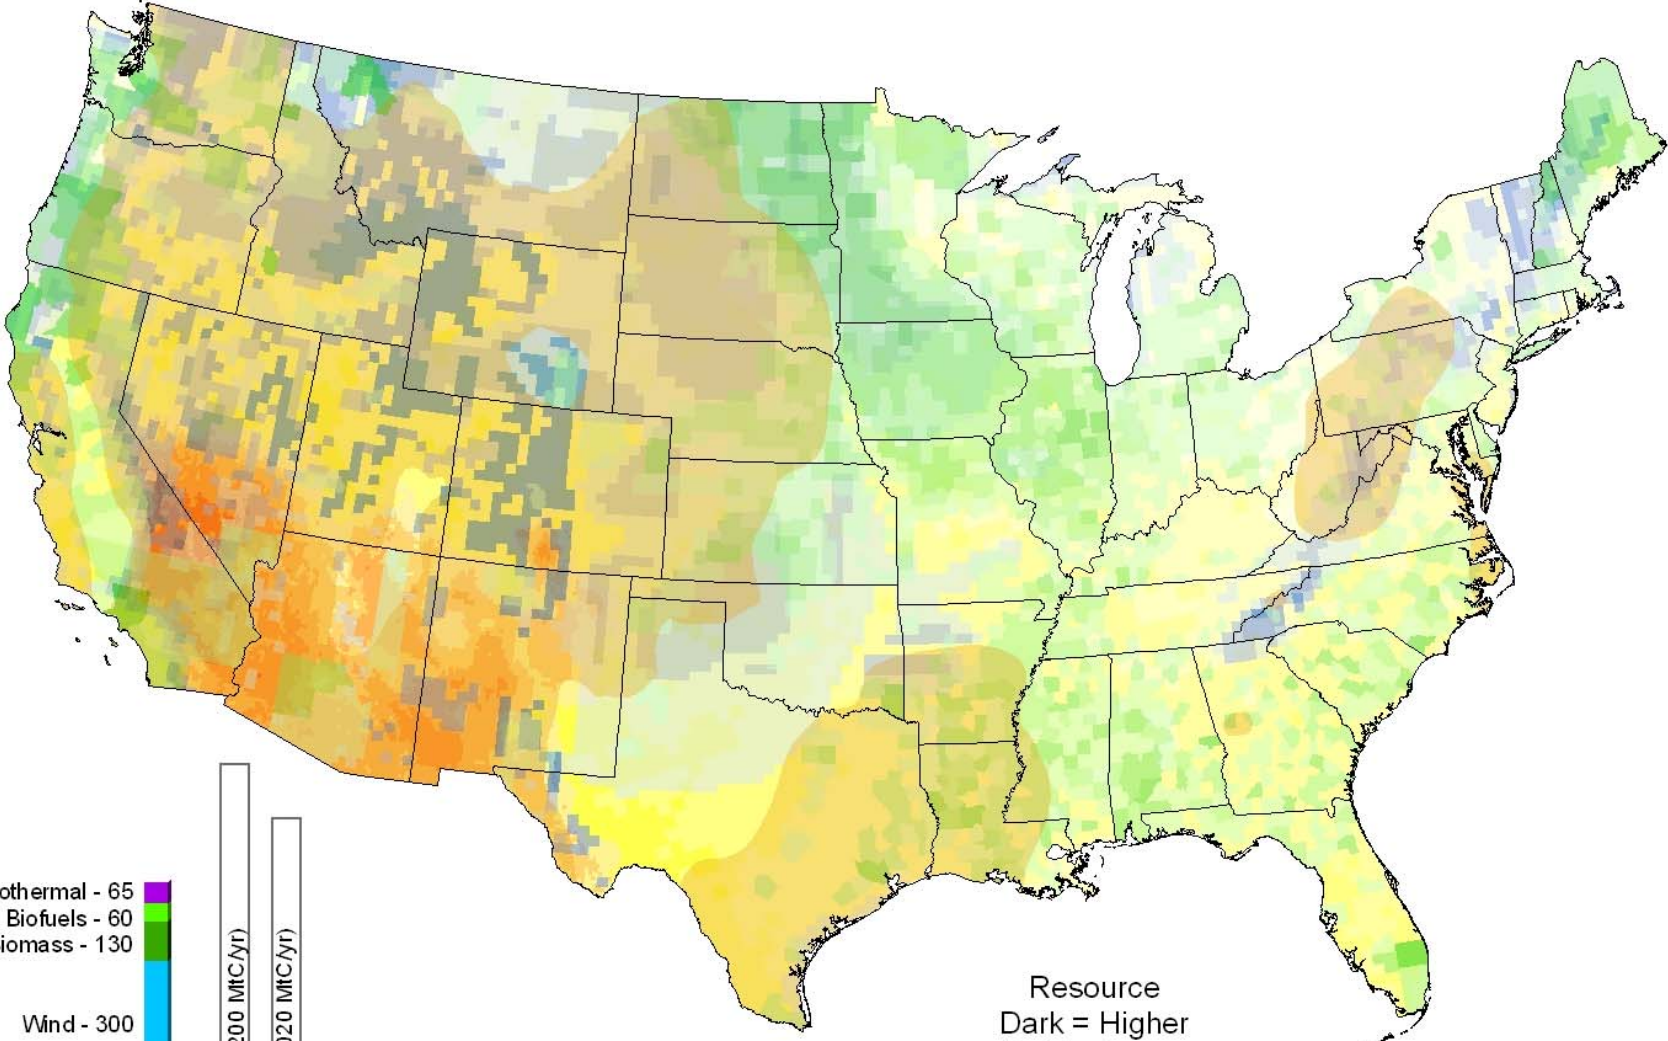 othermal - 65
Biofuels - 60
iomass - 130
Wind - 300
200 MtC/yr)
020 MtC/yr)
Resource
Dark = Higher